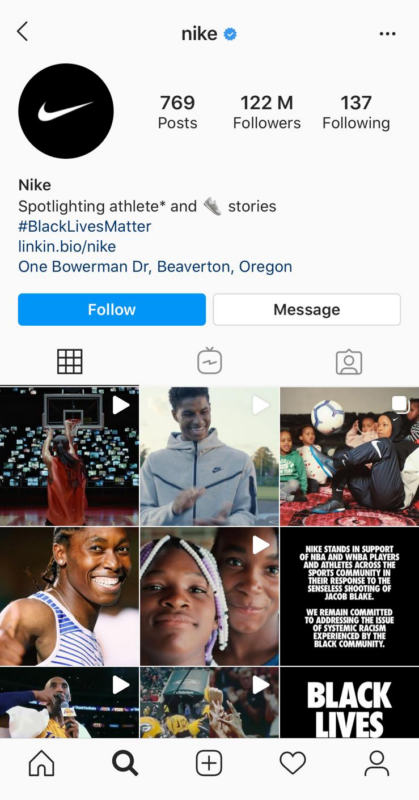 nike
769
122 M
137
Posts
Followers
Following
Nike
Spotlighting athlete* and 👟 stories
#BlackLivesMatter
linkin.bio/nike
One Bowerman Dr, Beaverton, Oregon
Follow
Message
NIKE STANDS IN SUPPORT
OF NBA AND WNBA PLAYERS
AND ATHLETES ACROSS THE
SPORTS COMMUNITY IN
THEIR RESPONSE TO THE
SENSELESS SHOOTING OF
JACOB BLAKE.
WE REMAIN COMMITTED
TO ADDRESSING THE ISSUE
OF SYSTEMIC RACISM
EXPERIENCED BY THE
BLACK COMMUNITY.
BLACK
LIVES